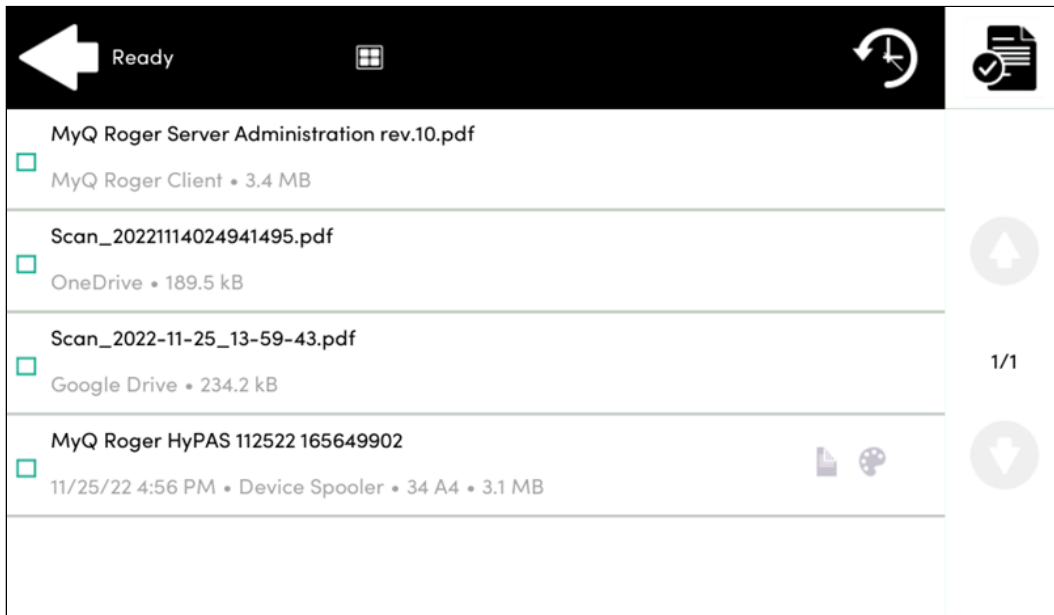 Ready
MyQ Roger Server Administration rev.10.pdf
MyQ Roger Client • 3.4 MB
Scan_20221114024941495.pdf
OneDrive • 189.5 kB
Scan_2022-11-25_13-59-43.pdf
Google Drive • 234.2 kB
1/1
MyQ Roger HyPAS 112522 165649902
11/25/22 4:56 PM • Device Spooler • 34 A4 • 3.1 MB